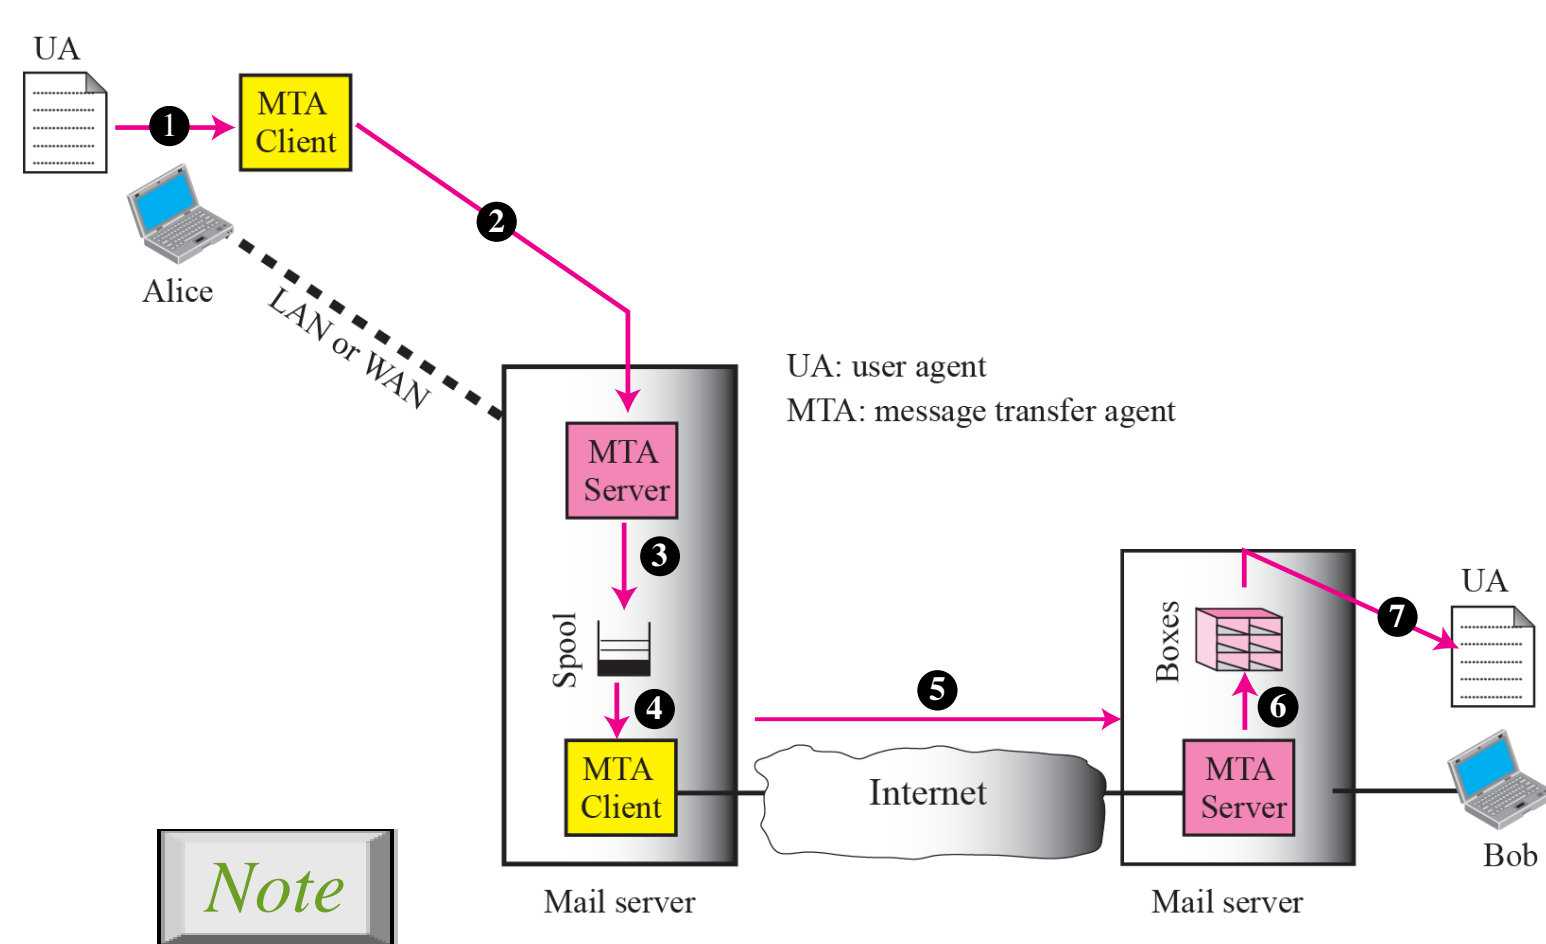 UA
MTA
Client
1
2
Alice
LAN or WAN
UA: user agent
MTA: message transfer agent
MTA
Server
3
Spool
4
MTA
Client
5
Internet
Boxes
6
7
UA
MTA
Server
Bob
Mail server
Mail server
Note